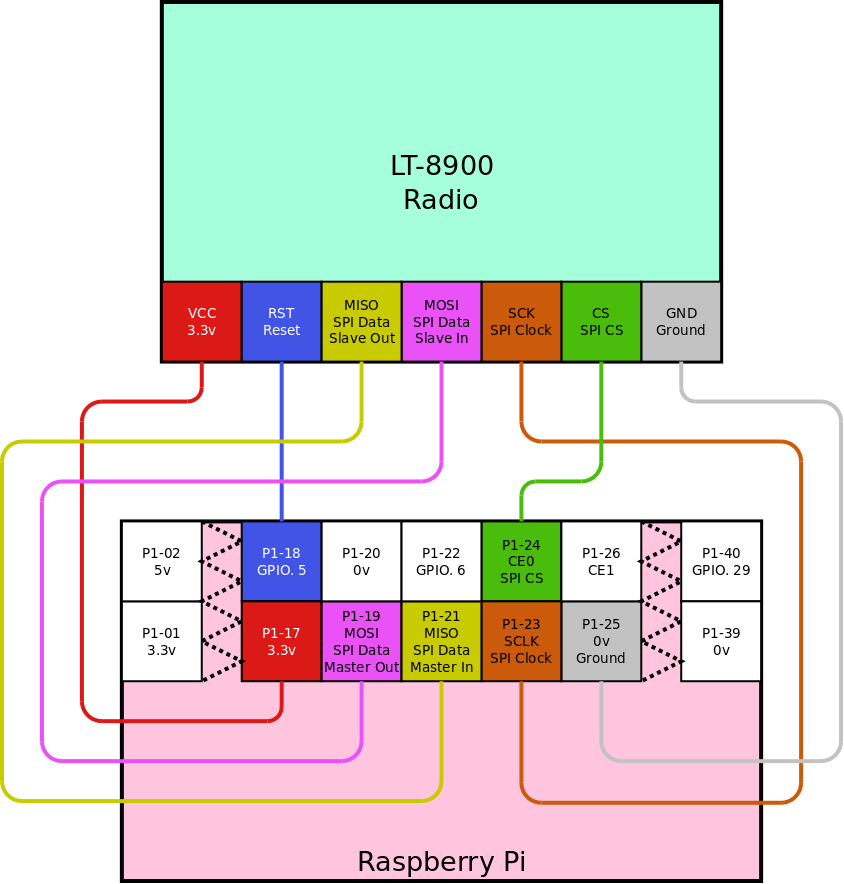 LT-8900
Radio
VCC
3.3v
RST
Reset
MISO
SPI Data
Slave Out
MOSI
SPI Data
Slave In
SCK
SPI Clock
CS
SPI CS
GND
Ground
P1-02
5v
P1-18
GPIO. 5
P1-20
0v
P1-22
GPIO. 6
P1-24
CE0
SPI CS
P1-26
CE1
P1-40
GPIO. 29
P1-01
3.3v
P1-17
3.3v
P1-19
MOSI
SPI Data
Master Out
P1-21
MISO
SPI Data
Master In
P1-23
SCLK
SPI Clock
P1-25
0v
Ground
P1-39
0v
Raspberry Pi